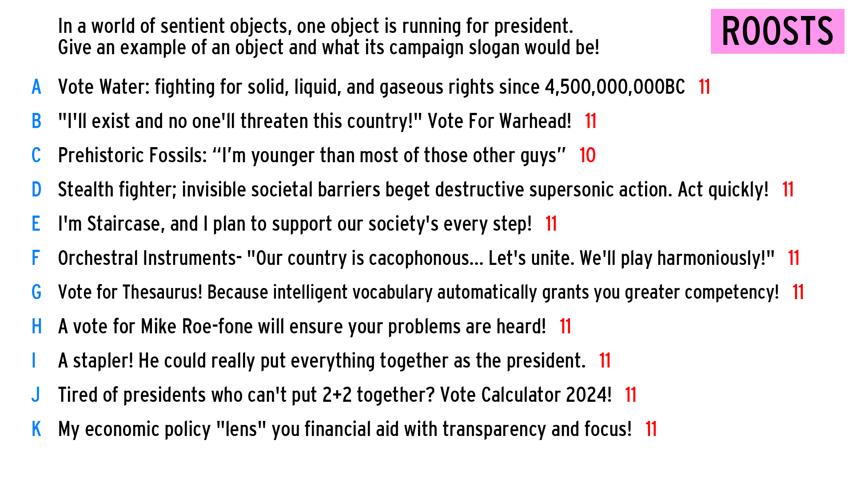 In a world of sentient objects, one object is running for president.
Give an example of an object and what its campaign slogan would be!
ROOSTS
A Vote Water: fighting for solid, liquid, and gaseous rights since 4,500,000,000BC 11
B "I'll exist and no one'll threaten this country!" Vote For Warhead! 11
C Prehistoric Fossils: “I’m younger than most of those other guys” 10
D Stealth fighter; invisible societal barriers beget destructive supersonic action. Act quickly! 11
E I'm Staircase, and I plan to support our society's every step! 11
F Orchestral Instruments- "Our country is cacophonous... Let's unite. We'll play harmoniously!" 11
G Vote for Thesaurus! Because intelligent vocabulary automatically grants you greater competency! 11
H A vote for Mike Roe-fone will ensure your problems are heard! 11
I A stapler! He could really put everything together as the president. 11
J Tired of presidents who can't put 2+2 together? Vote Calculator 2024! 11
K My economic policy "lens" you financial aid with transparency and focus! 11